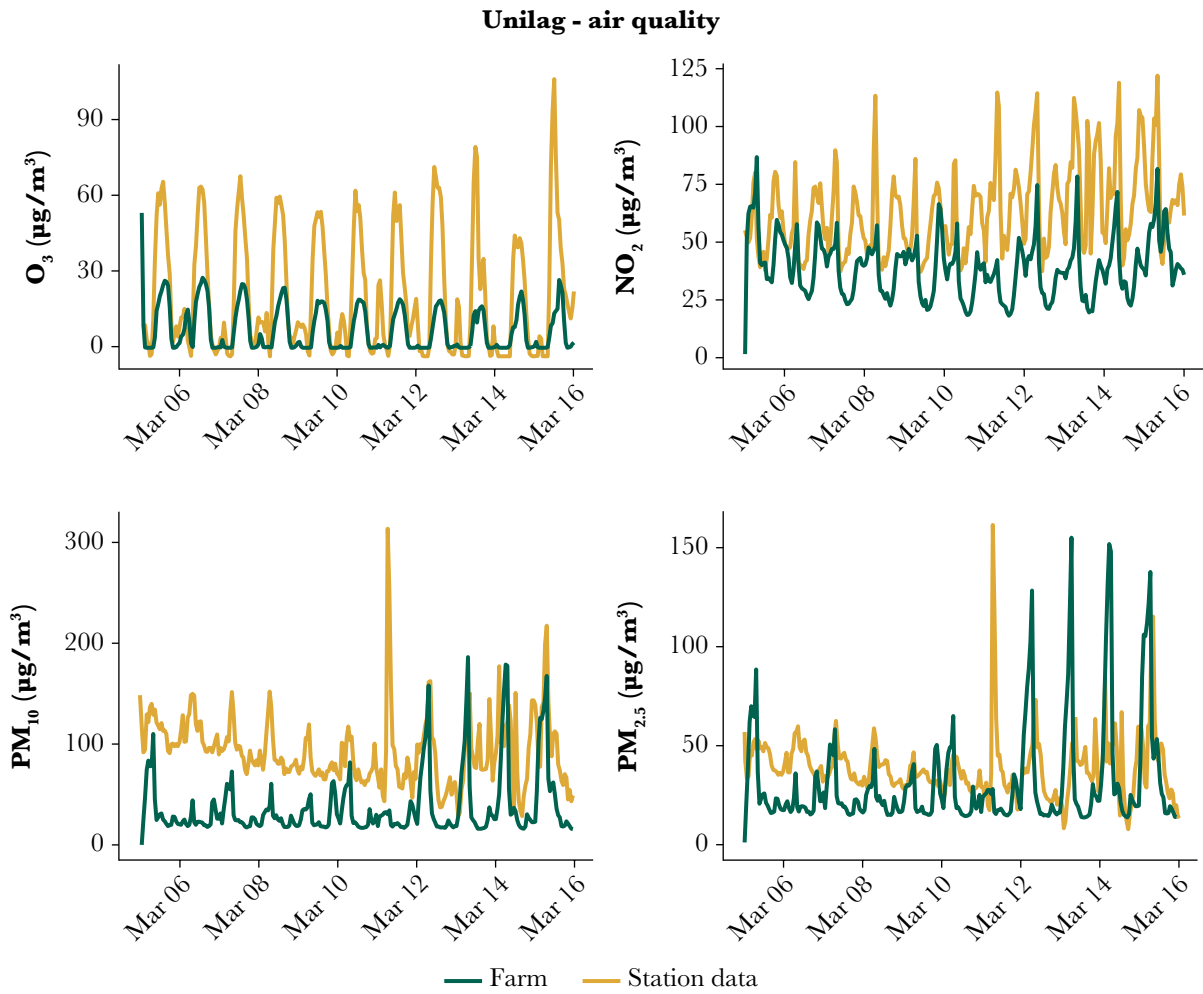 Unilag - air quality
O₃ (µg/m³)
90
60
30
0
Mar 06
Mar 08
Mar 10
Mar 12
Mar 14
Mar 16
NO₂ (µg/m³)
125
100
75
50
25
0
Mar 06
Mar 08
Mar 10
Mar 12
Mar 14
Mar 16
PM₁₀ (µg/m³)
300
200
100
0
Mar 06
Mar 08
Mar 10
Mar 12
Mar 14
Mar 16
PM₂.₅ (µg/m³)
150
100
50
0
Mar 06
Mar 08
Mar 10
Mar 12
Mar 14
Mar 16
Farm
Station data